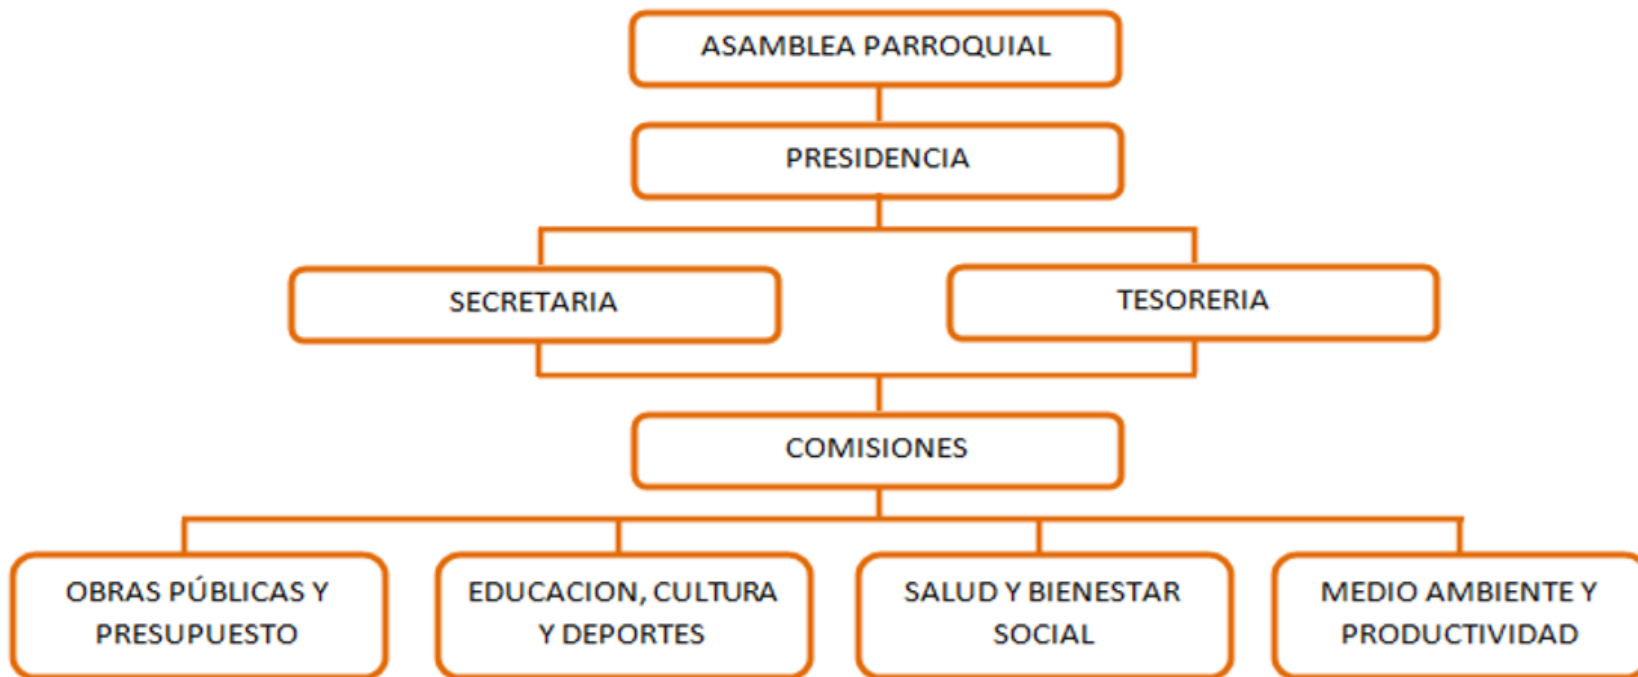 ASAMBLEA PARROQUIAL
PRESIDENCIA
SECRETARIA
TESORERIA
COMISIONES
OBRAS PÚBLICAS Y
PRESUPUESTO
EDUCACION, CULTURA
Y DEPORTES
SALUD Y BIENESTAR
SOCIAL
MEDIO AMBIENTE Y
PRODUCTIVIDAD